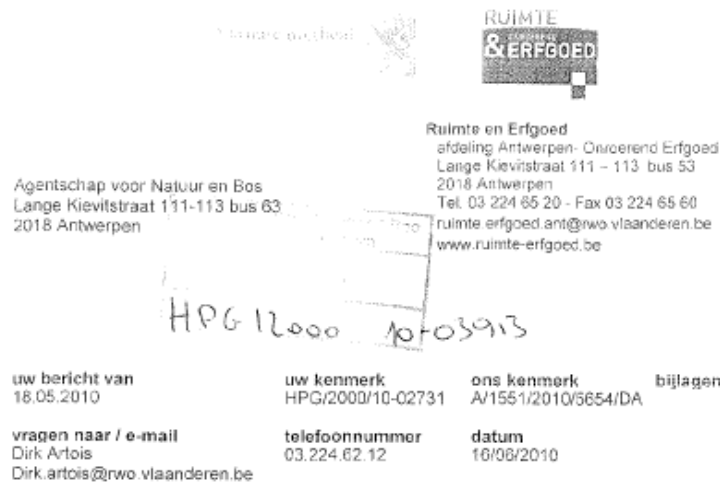 RUIMTE
& ERFGOED
Ruimte en Erfgoed
afdeling Antwerpen- Onroerend Erfgoed
Lange Kievitstraat 111 – 113 bus 53
2018 Antwerpen
Tel. 03 224 65 20 - Fax 03 224 65 60
ruimte.erfgoed.ant@rwo.vlaanderen.be
www.ruimte-erfgoed.be
Agentschap voor Natuur en Bos
Lange Kievitstraat 111-113 bus 63
2018 Antwerpen
HPG 12000 10-03913
uw bericht van uw kenmerk ons kenmerk bijlagen
18.05.2010 HPG/2000/10-02731 A/1551/2010/5654/DA
vragen naar / e-mail telefoonnummer datum
Dirk Artois 03.224.62.12 16/06/2010
Dirk.artois@rwo.vlaanderen.be